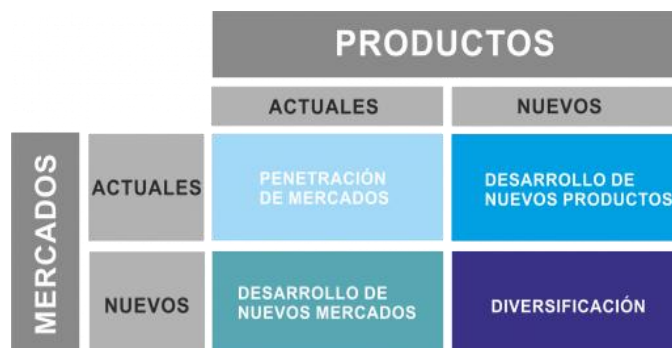 PRODUCTOS
ACTUALES
NUEVOS
MERCADOS
ACTUALES
PENETRACIÓN
DE MERCADOS
DESARROLLO DE
NUEVOS PRODUCTOS
NUEVOS
DESARROLLO DE
NUEVOS MERCADOS
DIVERSIFICACIÓN